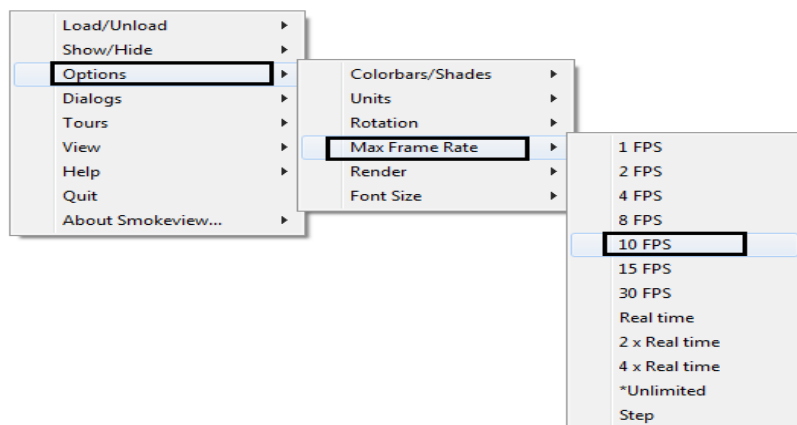 Load/Unload
Show/Hide
Options
Dialogs
Tours
View
Help
Quit
About Smokeview...
Colorbars/Shades
Units
Rotation
Max Frame Rate
Render
Font Size
1 FPS
2 FPS
4 FPS
8 FPS
10 FPS
15 FPS
30 FPS
Real time
2 x Real time
4 x Real time
*Unlimited
Step